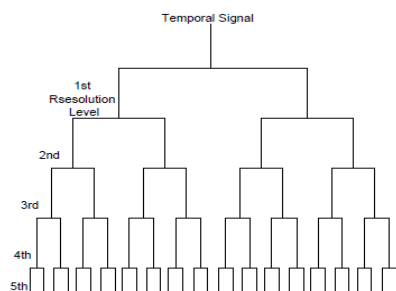 Temporal Signal
1st
Rsesolution
Level
2nd
3rd
4th
5th